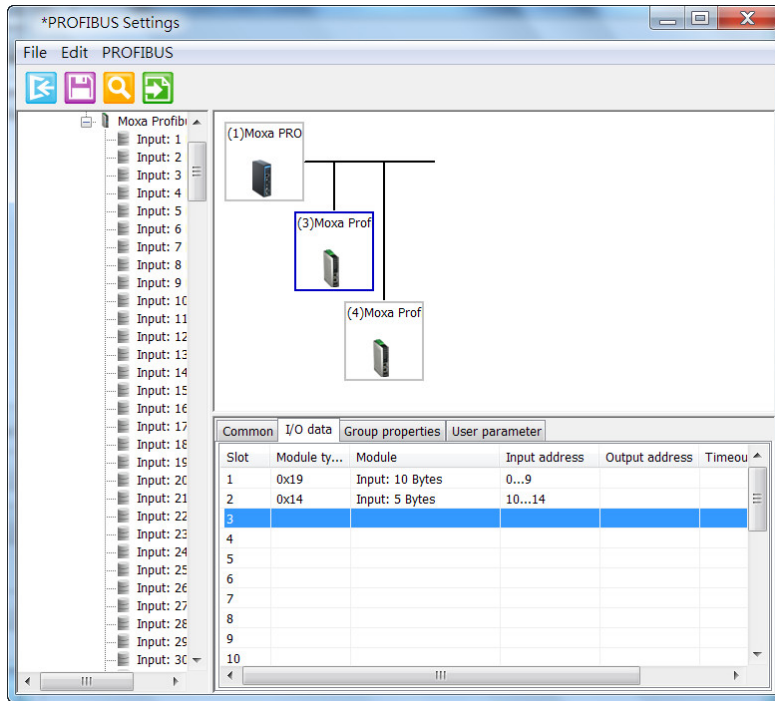 *PROFIBUS Settings
File Edit PROFIBUS
Moxa Profibu
Input: 1
Input: 2
Input: 3
Input: 4
Input: 5
Input: 6
Input: 7
Input: 8
Input: 9
Input: 10
Input: 11
Input: 12
Input: 13
Input: 14
Input: 15
Input: 16
Input: 17
Input: 18
Input: 19
Input: 20
Input: 21
Input: 22
Input: 23
Input: 24
Input: 25
Input: 26
Input: 27
Input: 28
Input: 29
Input: 30
(1)Moxa PRO
(3)Moxa Prof
(4)Moxa Prof
Common I/O data Group properties User parameter
Slot Module ty... Module Input address Output address Timeou
1 0x19 Input: 10 Bytes 0...9
2 0x14 Input: 5 Bytes 10...14
3
4
5
6
7
8
9
10